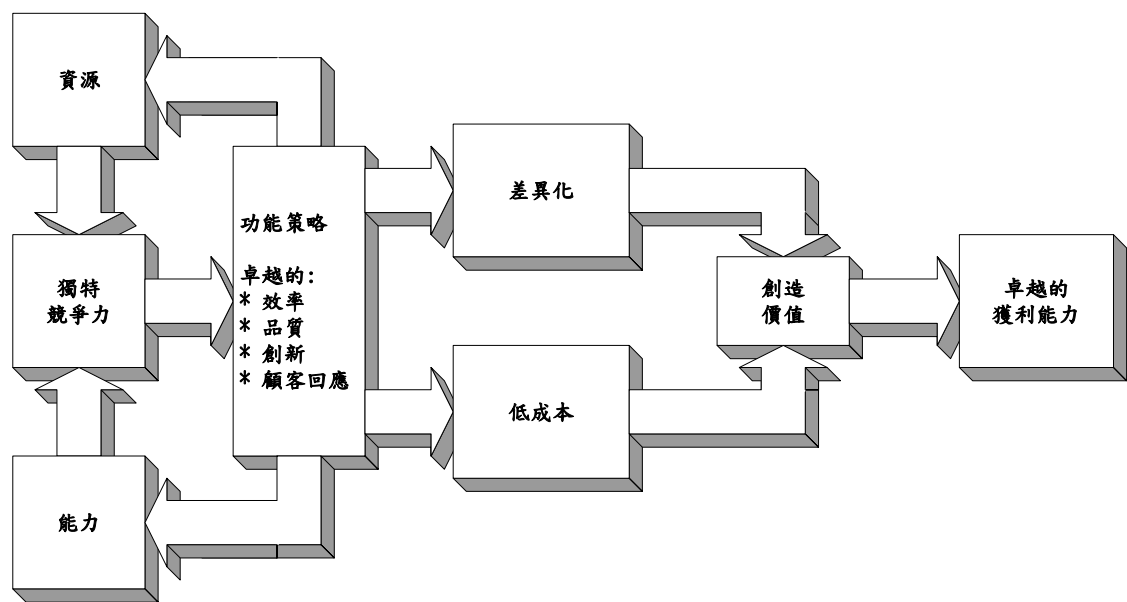 資源
獨特
競爭力
能力
功能策略
卓越的:
* 效率
* 品質
* 創新
* 顧客回應
差異化
低成本
創造
價值
卓越的
獲利能力